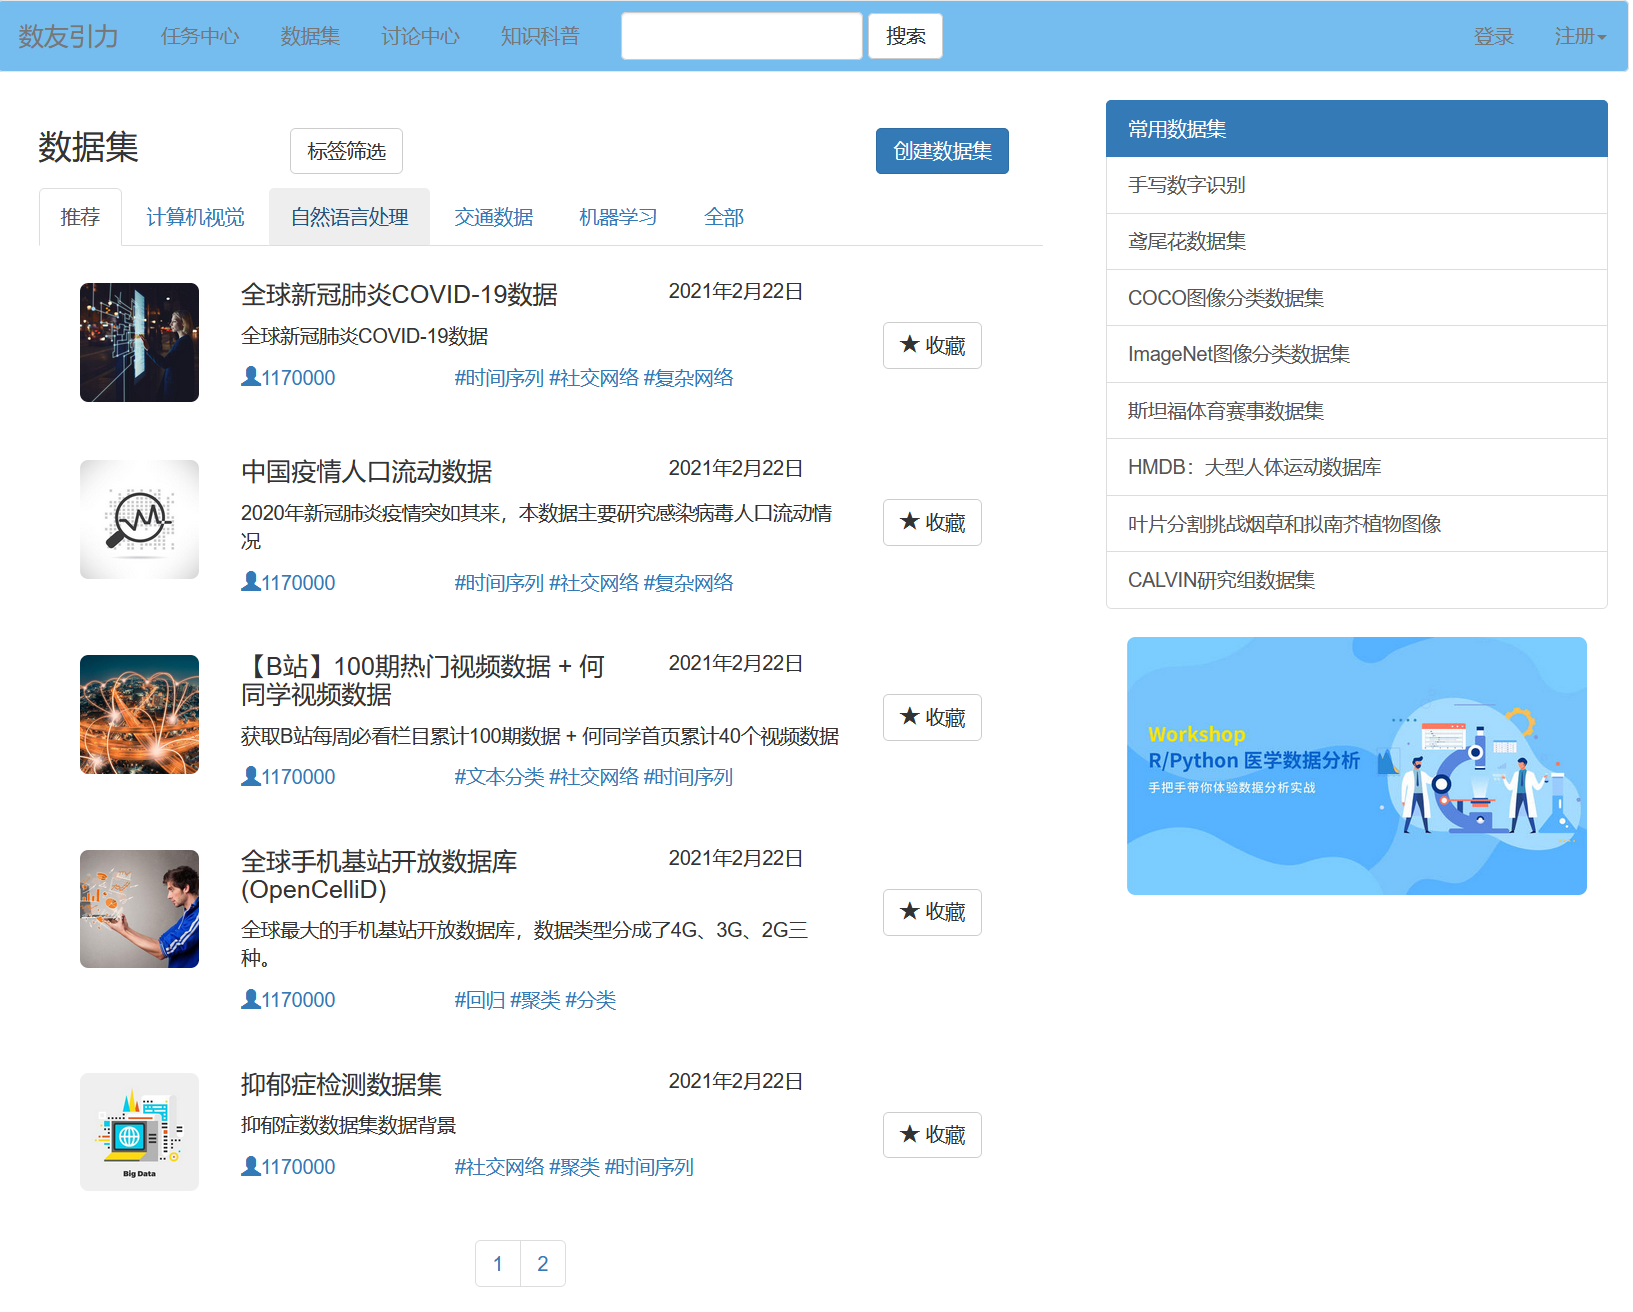 数友引力 任务中心 数据集 讨论中心 知识科普 搜索 登录 注册
数据集 标签筛选 创建数据集
推荐 计算机视觉 自然语言处理 交通数据 机器学习 全部
全球新冠肺炎COVID-19数据 2021年2月22日
全球新冠肺炎COVID-19数据
收藏
1170000 #时间序列 #社交网络 #复杂网络
中国疫情人口流动数据 2021年2月22日
2020年新冠肺炎疫情突如其来，本数据主要研究感染病毒人口流动情
况
收藏
1170000 #时间序列 #社交网络 #复杂网络
【B站】100期热门视频数据 + 何
同学视频数据
2021年2月22日
获取B站每周必看栏目累计100期数据 + 何同学首页累计40个视频数据
收藏
1170000 #文本分类 #社交网络 #时间序列
全球手机基站开放数据库
(OpenCelliD)
2021年2月22日
全球最大的手机基站开放数据库，数据类型分成了4G、3G、2G三
种。
收藏
1170000 #回归 #聚类 #分类
Big Data
抑郁症检测数据集 2021年2月22日
抑郁症数数据集数据背景
收藏
1170000 #社交网络 #聚类 #时间序列
1 2
常用数据集
手写数字识别
鸢尾花数据集
COCO图像分类数据集
ImageNet图像分类数据集
斯坦福体育赛事数据集
HMDB：大型人体运动数据库
叶片分割挑战烟草和拟南芥植物图像
CALVIN研究组数据集
Workshop
R/Python 医学数据分析
手把手带你体验数据分析实战